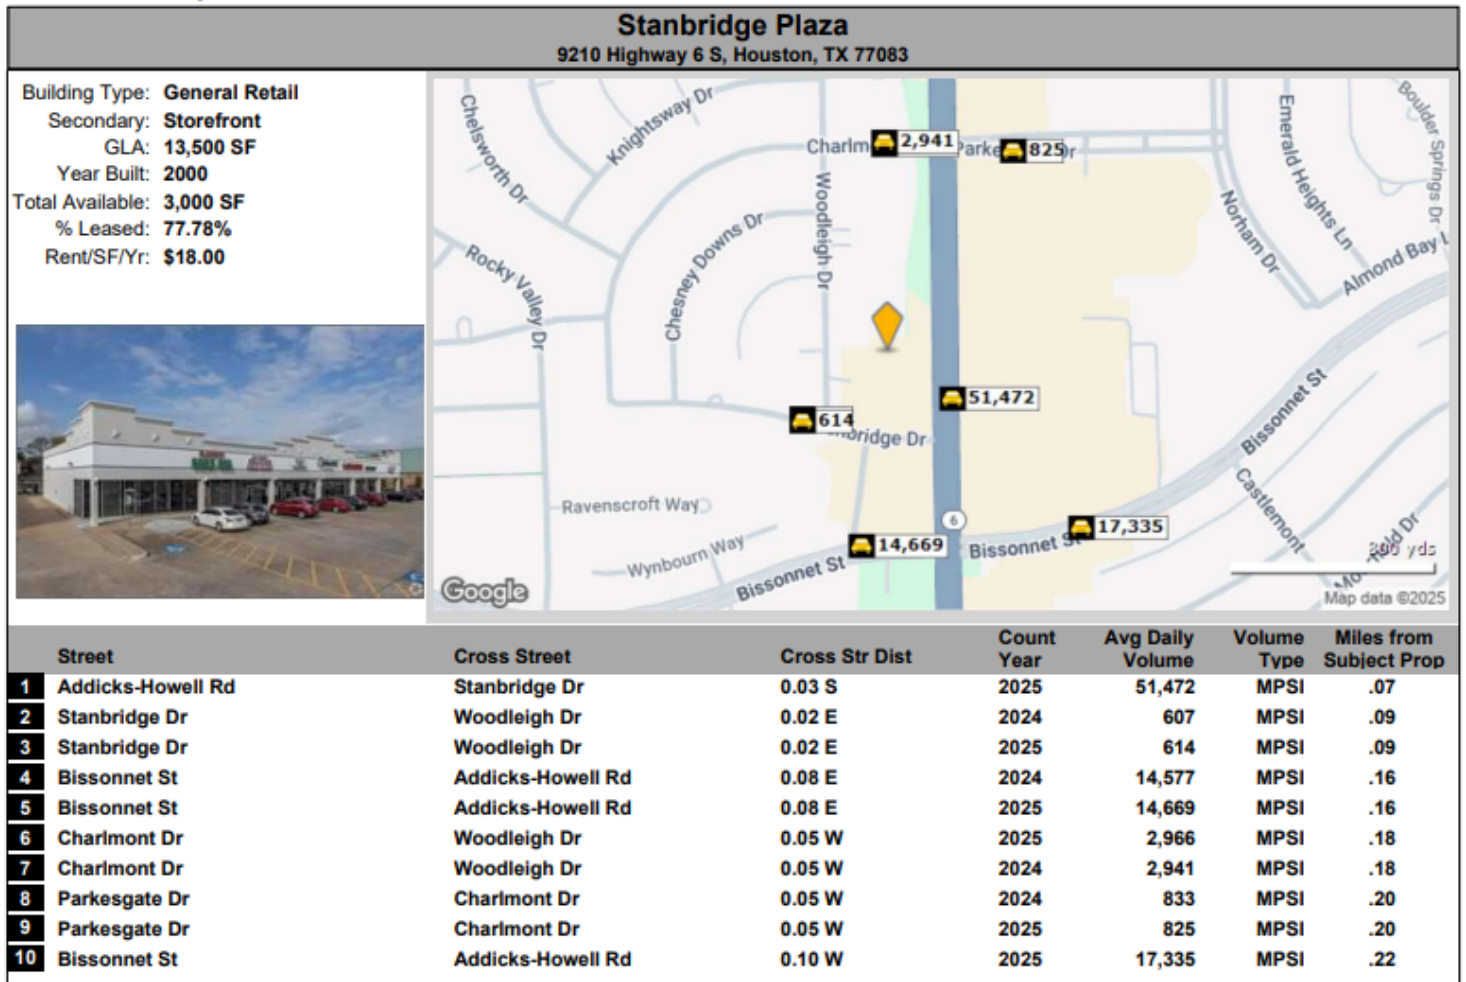 Stanbridge Plaza
9210 Highway 6 S, Houston, TX 77083
Building Type: General Retail
Secondary: Storefront
GLA: 13,500 SF
Year Built: 2000
Total Available: 3,000 SF
% Leased: 77.78%
Rent/SF/Yr: $18.00
Chelsworth Dr
Knightsway Dr
Charlm
2,941
Parke
825
r
Emerald Heights Ln
Boulder Springs Dr
Woodleigh Dr
Norham Dr
Almond Bay L
Rocky Valley Dr
Chesney Downs Dr
51,472
614
nbridge Dr
Bissonnet St
Castlemont
Ravenscroft Way
6
17,335
Bissonnet St
14,669
Wynbourn Way
Bissonnet St
Google
yds
Map data ©2025
Street Cross Street Cross Str Dist Count Year Avg Daily Volume Volume Type Miles from Subject Prop
1 Addicks-Howell Rd Stanbridge Dr 0.03 S 2025 51,472 MPSI .07
2 Stanbridge Dr Woodleigh Dr 0.02 E 2024 607 MPSI .09
3 Stanbridge Dr Woodleigh Dr 0.02 E 2025 614 MPSI .09
4 Bissonnet St Addicks-Howell Rd 0.08 E 2024 14,577 MPSI .16
5 Bissonnet St Addicks-Howell Rd 0.08 E 2025 14,669 MPSI .16
6 Charlmont Dr Woodleigh Dr 0.05 W 2025 2,966 MPSI .18
7 Charlmont Dr Woodleigh Dr 0.05 W 2024 2,941 MPSI .18
8 Parkesgate Dr Charlmont Dr 0.05 W 2024 833 MPSI .20
9 Parkesgate Dr Charlmont Dr 0.05 W 2025 825 MPSI .20
10 Bissonnet St Addicks-Howell Rd 0.10 W 2025 17,335 MPSI .22